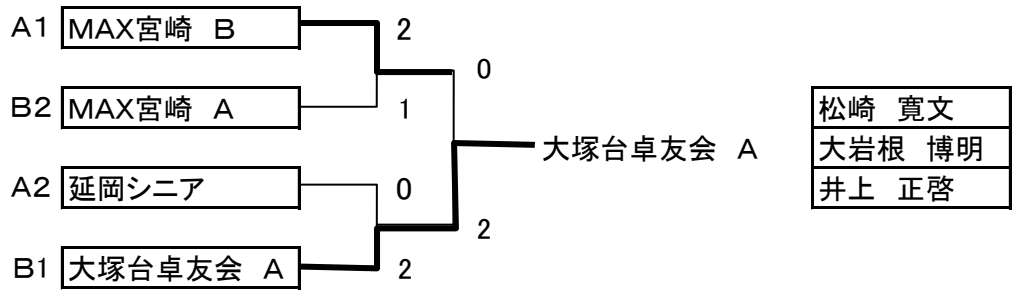 A1 MAX宮崎 B 2
0
B2 MAX宮崎 A 1
大塚台卓友会 A
A2 延岡シニア 0
2
B1 大塚台卓友会 A 2
松崎 寛文
大岩根 博明
井上 正啓